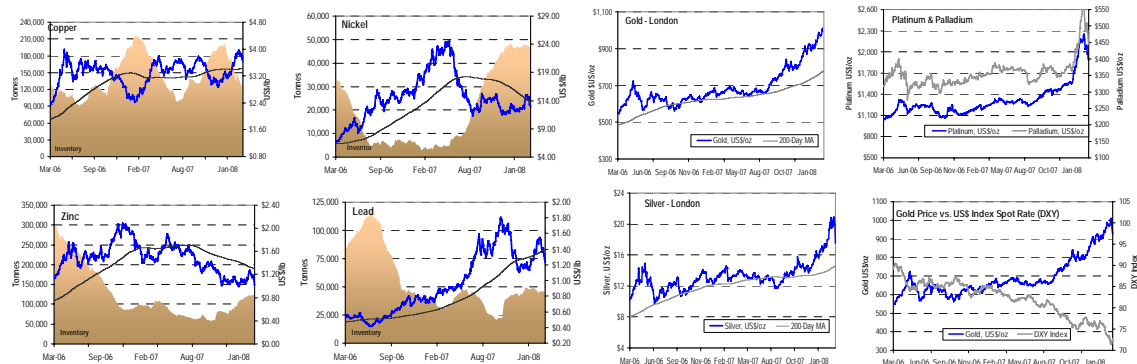 Copper
240,000
210,000
180,000
150,000
120,000
90,000
60,000
30,000
0
Tonnes
$4.80
$4.00
$3.20
$2.40
$1.60
$0.80
US$/lb
Inventory
Mar-06 Sep-06 Feb-07 Aug-07 Jan-08
Nickel
60,000
50,000
40,000
30,000
20,000
10,000
0
Tonnes
$29.00
$24.00
$19.00
$14.00
$9.00
$4.00
US$/lb
Inventor
Mar-06 Sep-06 Feb-07 Aug-07 Jan-08
Gold - London
$1,100
$900
$700
$500
$300
Gold $US/oz
Gold, US$/oz 200-Day MA
Mar-06 Jun-06 Sep-06 Nov-06 Feb-07 May-07 Aug-07 Oct-07 Jan-08
Platinum & Palladium
$2,600
$2,300
$2,000
$1,700
$1,400
$1,100
$800
$500
Platinum US$/oz
$550
$500
$450
$400
$350
$300
$250
$200
$150
$100
Palladium US$/oz
Platinum, US$/oz Palladium, US$/oz
Mar-06 Jun-06 Sep-06 Nov-06 Feb-07 May-07 Aug-07 Oct-07 Jan-08
Zinc
350,000
300,000
250,000
200,000
150,000
100,000
50,000
0
Tonnes
$2.40
$2.00
$1.60
$1.20
$0.80
$0.40
$0.00
US$/lb
Inventory
Mar-06 Sep-06 Feb-07 Aug-07 Jan-08
Lead
125,000
100,000
75,000
50,000
25,000
0
Tonnes
$2.00
$1.80
$1.60
$1.40
$1.20
$1.00
$0.80
$0.60
$0.40
$0.20
US$/lb
Inventory
Mar-06 Sep-06 Feb-07 Aug-07 Jan-08
Silver - London
$24
$20
$16
$12
$8
$4
Silver, US$/oz
Silver, US$/oz 200-Day MA
Mar-06 Jun-06 Sep-06 Nov-06 Feb-07 May-07 Aug-07 Oct-07 Jan-08
Gold Price vs. US$ Index Spot Rate (DXY)
1100
1000
900
800
700
600
500
400
300
Gold US$/oz
105
100
95
90
85
80
75
70
DXY Index
Gold, US$/oz DXY Index
Mar-06 Jun-06 Sep-06 Nov-06 Feb-07 May-07 Aug-07 Oct-07 Jan-08